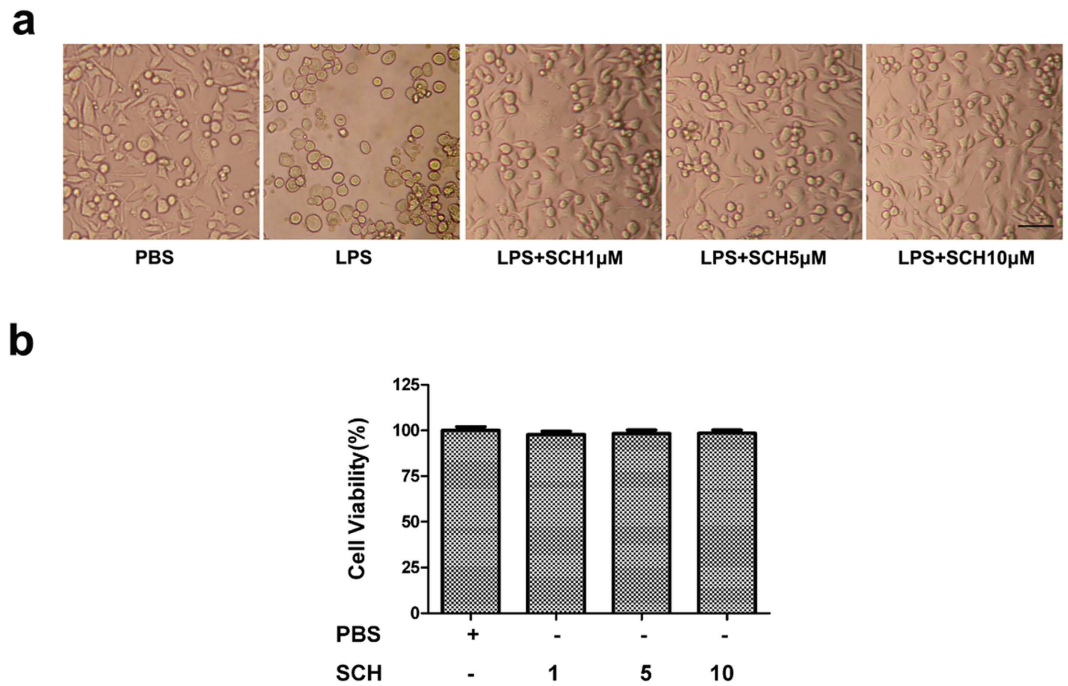 a
PBS LPS LPS+SCH1μM LPS+SCH5μM LPS+SCH10μM
b
Cell Viability(%)
125
100
75
50
25
0
PBS + - - -
SCH - 1 5 10